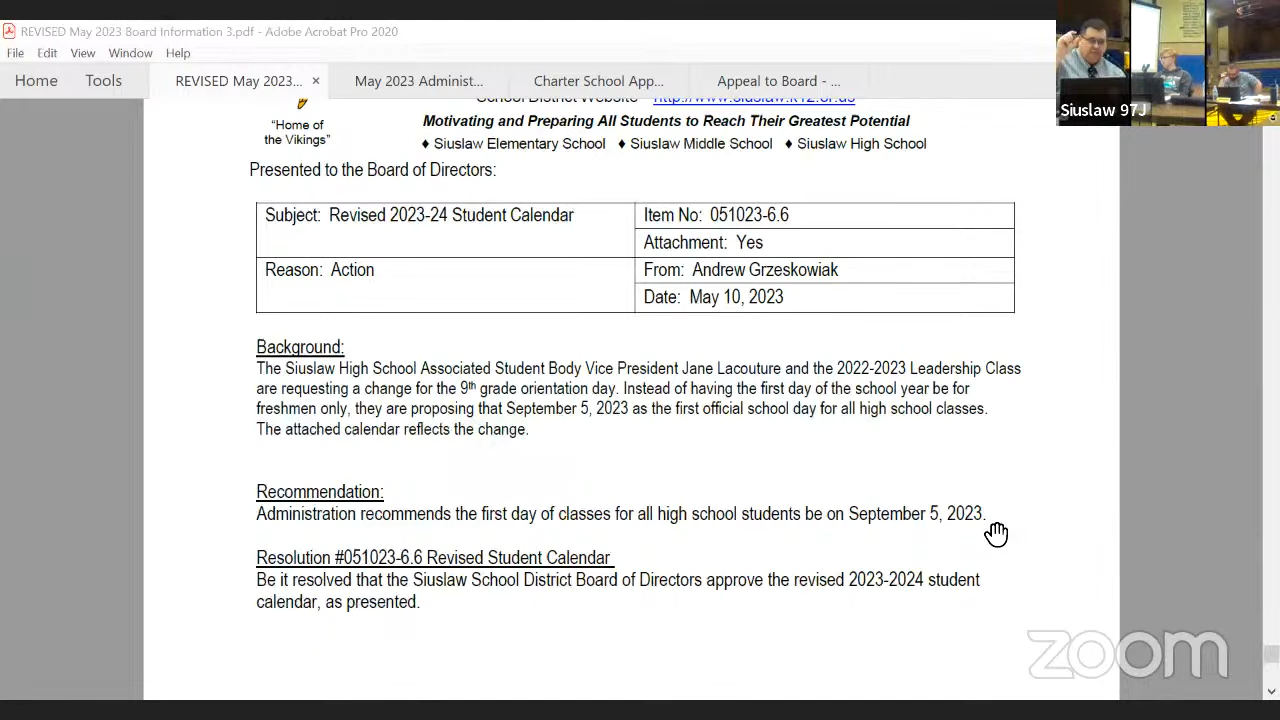 REVISED May 2023 Board Information 3.pdf - Adobe Acrobat Pro 2020
File Edit View Window Help
Home Tools REVISED May 2023... × May 2023 Administ... Charter School App... Appeal to Board - ...
Siuslaw 97J
School District Website http://www.siuslaw.k12.or.us
"Home of
the Vikings"
Motivating and Preparing All Students to Reach Their Greatest Potential
♦ Siuslaw Elementary School ♦ Siuslaw Middle School ♦ Siuslaw High School
Presented to the Board of Directors:
Subject: Revised 2023-24 Student Calendar
Item No: 051023-6.6
Attachment: Yes
Reason: Action
From: Andrew Grzeskowiak
Date: May 10, 2023
Background:
The Siuslaw High School Associated Student Body Vice President Jane Lacouture and the 2022-2023 Leadership Class
are requesting a change for the 9th grade orientation day. Instead of having the first day of the school year be for
freshmen only, they are proposing that September 5, 2023 as the first official school day for all high school classes.
The attached calendar reflects the change.
Recommendation:
Administration recommends the first day of classes for all high school students be on September 5, 2023.
Resolution #051023-6.6 Revised Student Calendar
Be it resolved that the Siuslaw School District Board of Directors approve the revised 2023-2024 student
calendar, as presented.
zoom